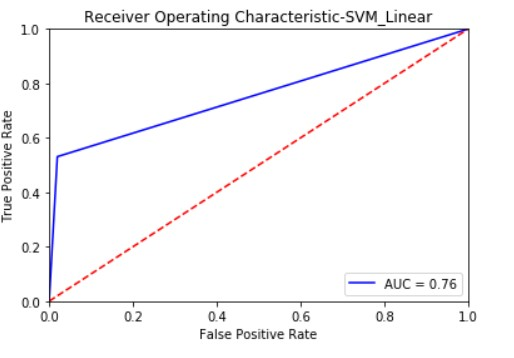 Receiver Operating Characteristic-SVM_Linear
1.0
0.8
0.6
0.4
0.2
0.0
True Positive Rate
AUC = 0.76
0.0 0.2 0.4 0.6 0.8 1.0
False Positive Rate